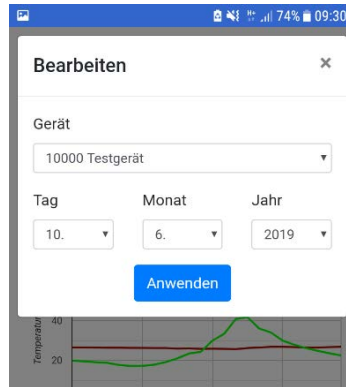 74% 09:30
Bearbeiten ×
Gerät
10000 Testgerät
Tag Monat Jahr
10. 6. 2019
Anwenden
40
20